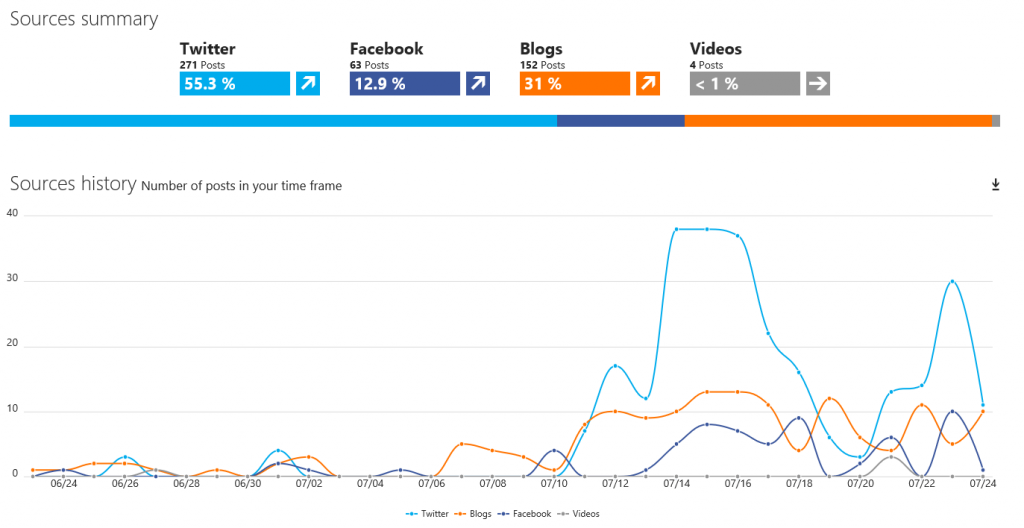 Sources summary
Twitter Facebook Blogs Videos
271 Posts 63 Posts 152 Posts 4 Posts
55.3 % 12.9 % 31 % < 1 %
Sources history Number of posts in your time frame
40
30
20
10
0
06/24 06/26 06/28 06/30 07/02 07/04 07/06 07/08 07/10 07/12 07/14 07/16 07/18 07/20 07/22 07/24
Twitter Blogs Facebook Videos